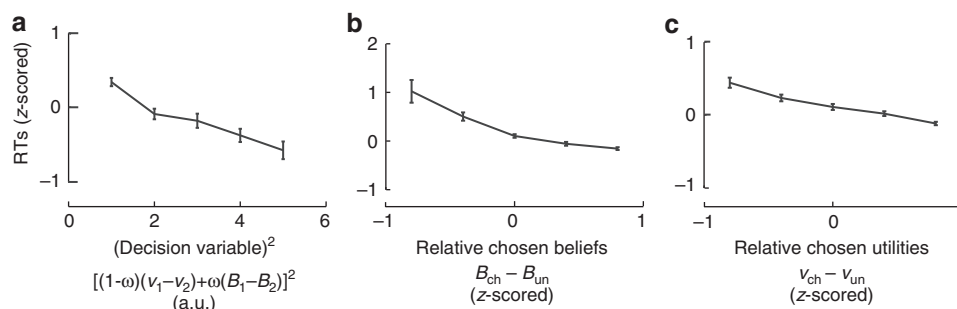 a
1
0
−1
RTs (z-scored)
0
2
4
6
(Decision variable)²
[(1-ω)(v₁−v₂)+ω(B₁−B₂)]²
(a.u.)
b
2
1
0
−1
−1
0
1
Relative chosen beliefs
B_ch − B_un
(z-scored)
c
1
0
−1
−1
0
Relative chosen utilities
v_ch − v_un
(z-scored)